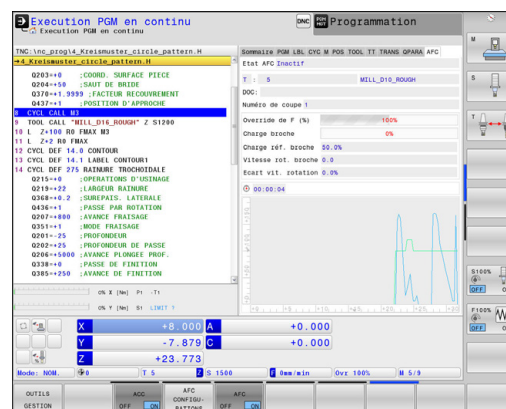 Execution PGM en continu
Execution PGM en continu
DNC
Programmation
TNC:\nc_prog\4_Kreismuster_circle_pattern.H
→4_Kreismuster_circle_pattern.H
Q203=+0 ;COORD. SURFACE PIECE
Q204=+50 ;SAUT DE BRIDE
Q370=+1.9999 ;FACTEUR RECOUVREMENT
Q437=+1 ;POSITION D'APPROCHE
8 CYCL CALL M3
9 TOOL CALL "MILL_D16_ROUGH" Z S1200
10 L Z+100 R0 FMAX M3
11 L Z+2 R0 FMAX
12 CYCL DEF 14.0 CONTOUR
13 CYCL DEF 14.1 LABEL CONTOUR1
14 CYCL DEF 275 RAINURE TROCHOIDALE
Q215=+0 ;OPERATIONS D'USINAGE
Q219=+22 ;LARGEUR RAINURE
Q368=+0.2 ;SUREPAIS. LATERALE
Q436=+1 ;PASSE PAR ROTATION
Q207=+800 ;AVANCE FRAISAGE
Q351=+1 ;MODE FRAISAGE
Q201=-25 ;PROFONDEUR
Q202=+25 ;PROFONDEUR DE PASSE
Q206=+5000 ;AVANCE PLONGEE PROF.
Q338=+0 ;PASSE DE FINITION
Q385=+250 ;AVANCE DE FINITION
0% X [Nm] P1 -T1
0% Y [Nm] S1 LIMIT 1
Sommaire PGM LBL CYC M POS TOOL TT TRANS QPARA AFC
Etat AFC Inactif
T : 5 MILL_D10_ROUGH
DOC:
Numéro de coupe 1
Override de F (%) 100%
Charge broche 0%
Charge réf. broche 50.0%
Vitesse rot. broche 0.0
Ecart vit. rotation 0.0%
00:00:04
X +8.000 A +0.000
Y -7.879 C +0.000
Z +23.773
Mode: NOM. 0 T 5 Z S 1500 F 0mm/min Ovr 100% M 5/9
OUTILS
GESTION
ACC
OFF ON
AFC
CONFIGU-
RATIONS
AFC
OFF ON
M
S
T
S100%
OFF ON
F100%
OFF ON